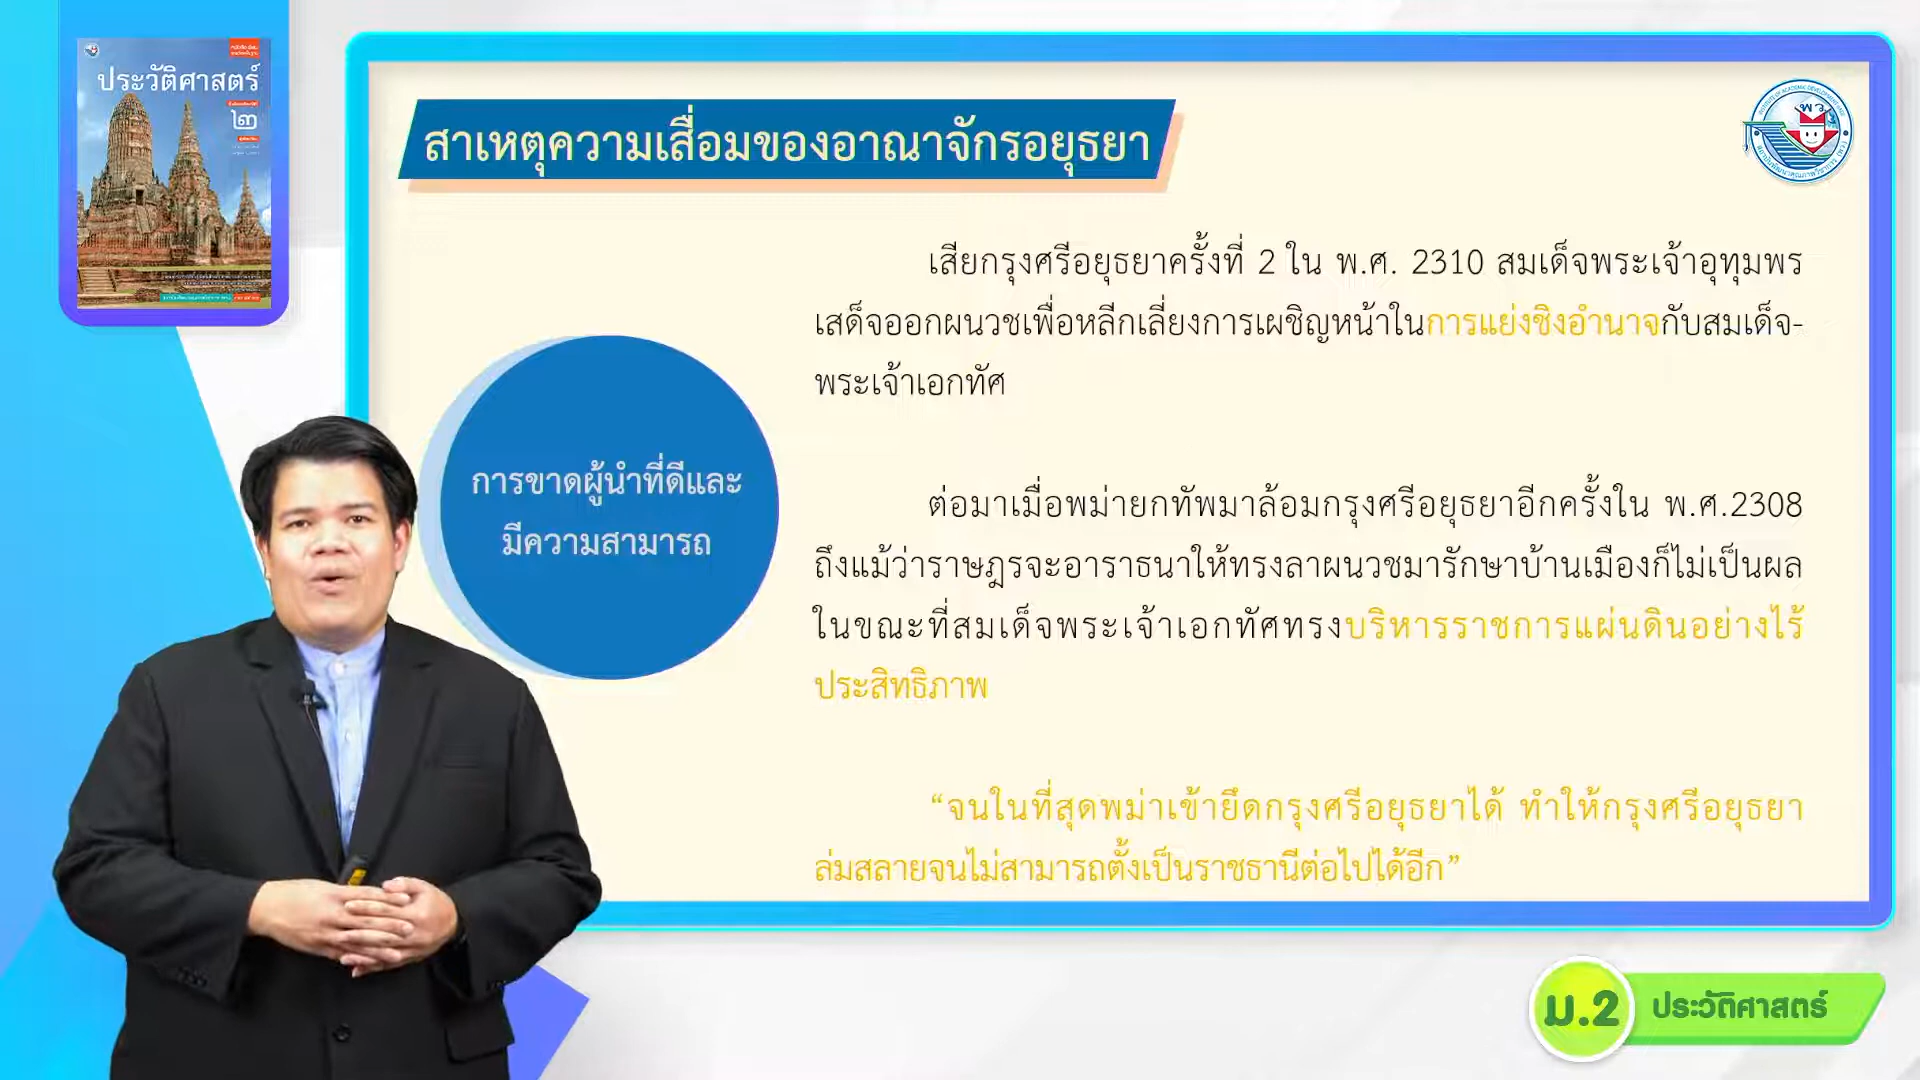 ประวัติศาสตร์
๒
สาเหตุความเสื่อมของอาณาจักรอยุธยา
พว
การขาดผู้นำที่ดีและ
มีความสามารถ
เสียกรุงศรีอยุธยาครั้งที่ 2 ใน พ.ศ. 2310 สมเด็จพระเจ้าอุทุมพร
เสด็จออกผนวชเพื่อหลีกเลี่ยงการเผชิญหน้าในการแย่งชิงอำนาจกับสมเด็จ-
พระเจ้าเอกทัศ
ต่อมาเมื่อพม่ายกทัพมาล้อมกรุงศรีอยุธยาอีกครั้งใน พ.ศ.2308
ถึงแม้ว่าราษฎรจะอาราธนาให้ทรงลาผนวชมารักษาบ้านเมืองก็ไม่เป็นผล
ในขณะที่สมเด็จพระเจ้าเอกทัศทรงบริหารราชการแผ่นดินอย่างไร้
ประสิทธิภาพ
“จนในที่สุดพม่าเข้ายึดกรุงศรีอยุธยาได้ ทำให้กรุงศรีอยุธยา
ล่มสลายจนไม่สามารถตั้งเป็นราชธานีต่อไปได้อีก”
ม.2 ประวัติศาสตร์